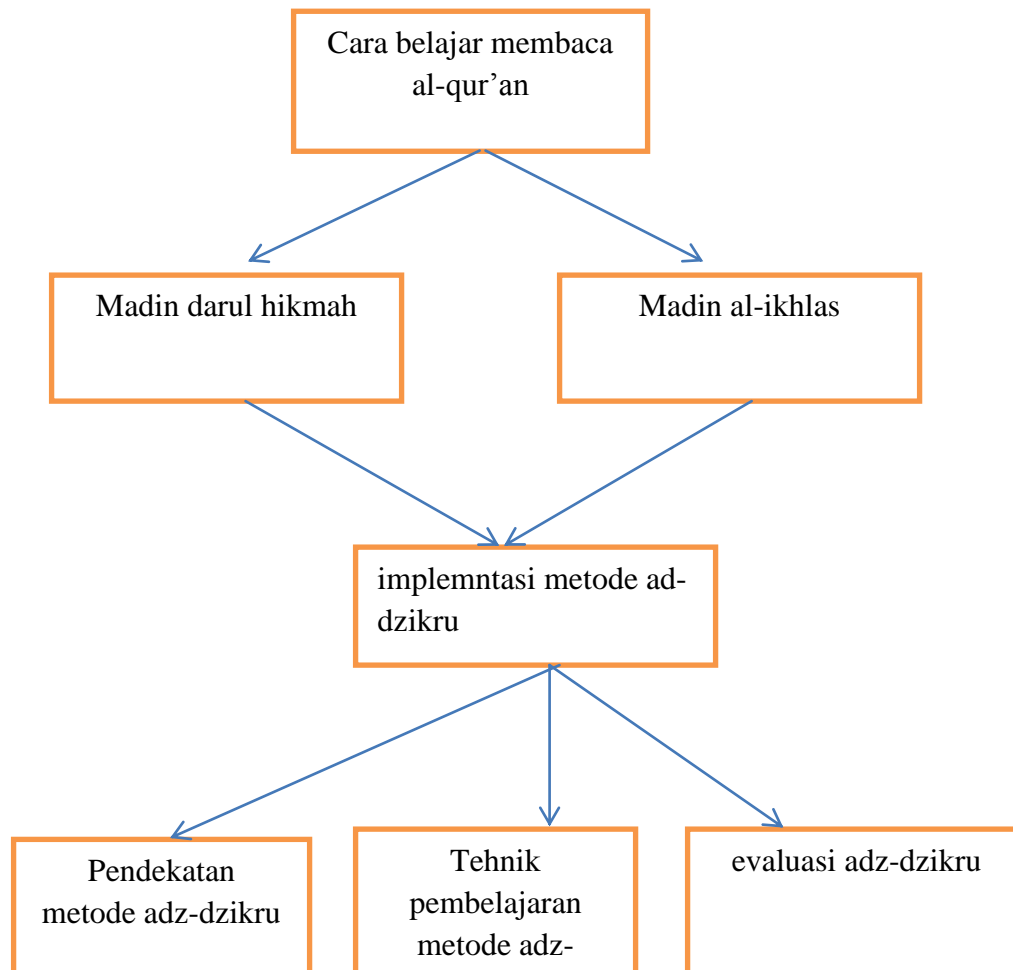 Cara belajar membaca
al-qur’an
Madin darul hikmah
Madin al-ikhlas
implemntasi metode ad-
dzikru
Pendekatan
metode adz-dzikru
Tehnik
pembelajaran
metode adz-
evaluasi adz-dzikru